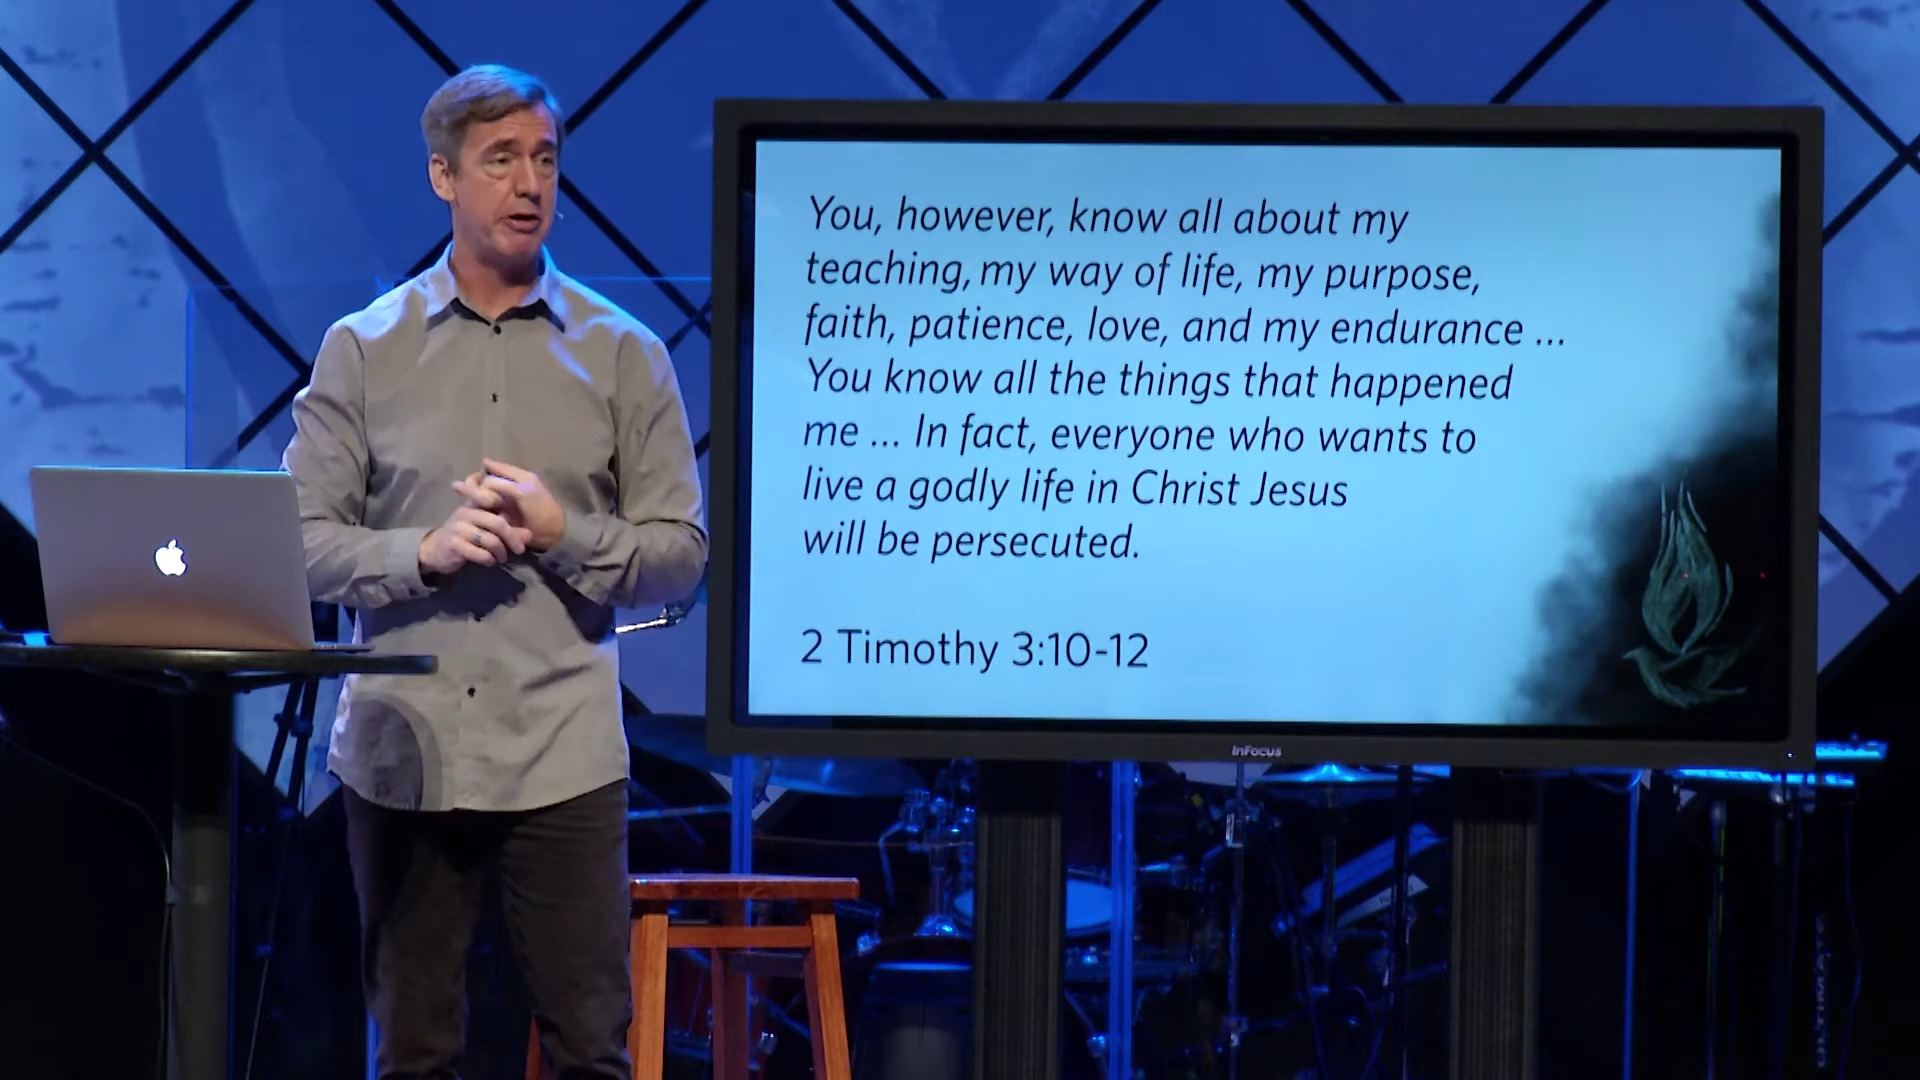 You, however, know all about my
teaching, my way of life, my purpose,
faith, patience, love, and my endurance ...
You know all the things that happened
me ... In fact, everyone who wants to
live a godly life in Christ Jesus
will be persecuted.
2 Timothy 3:10-12
InFocus
ULTIMATE